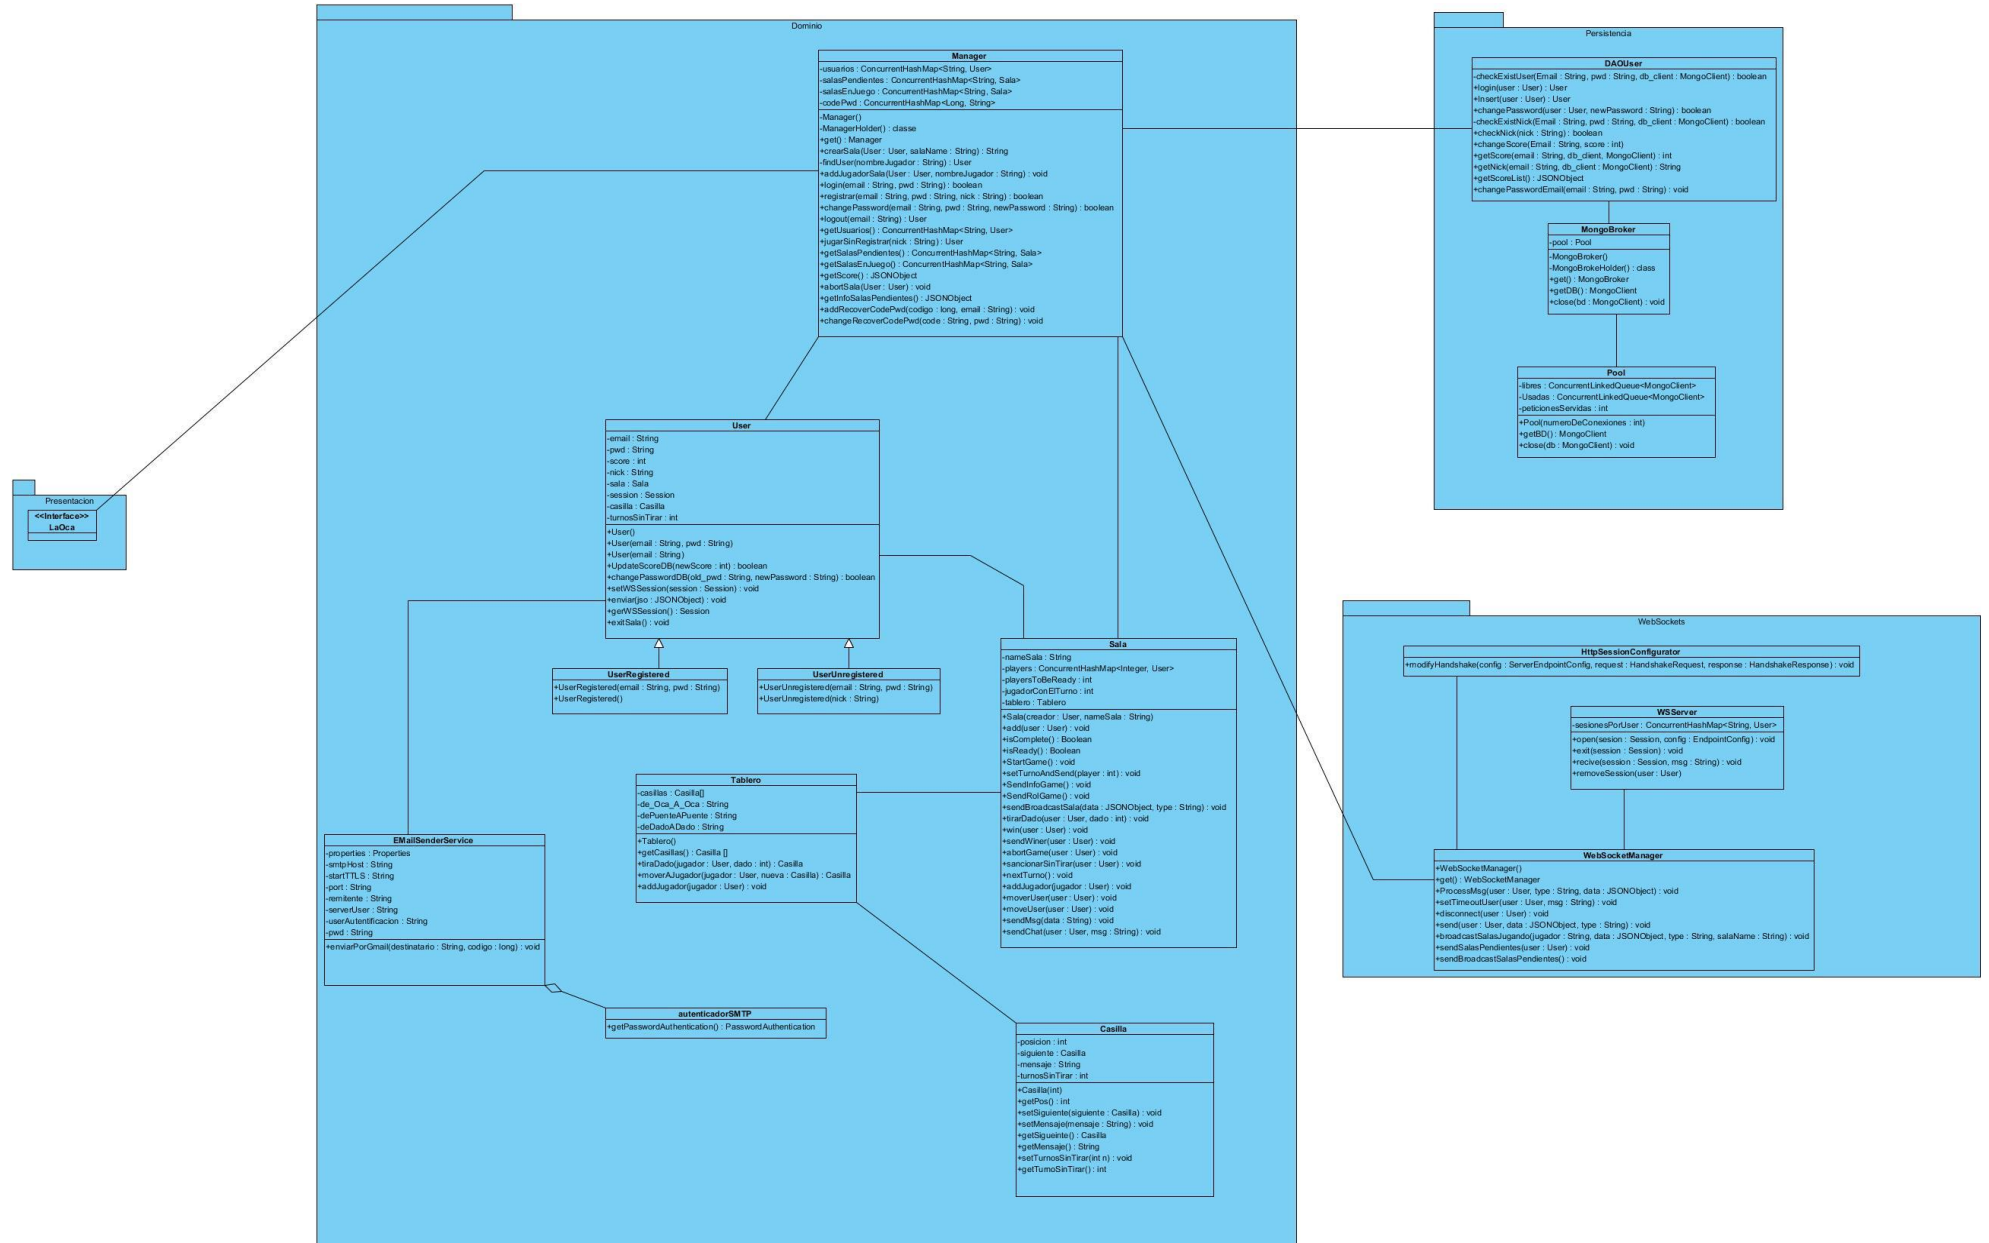 Dominio
Manager
-usuarios : ConcurrentHashMap<String, User>
-salasPendientes : ConcurrentHashMap<String, Sala>
-salasEnJuego : ConcurrentHashMap<String, Sala>
-codePwd : ConcurrentHashMap<Long, String>
-Manager()
-ManagerHolder() : classe
+get() : Manager
+crearSala(User : User, salaName : String) : String
-findUser(nombreJugador : String) : User
+addJugadorSala(User : User, nombreJugador : String) : void
+login(email : String, pwd : String) : boolean
+registrar(email : String, pwd : String, nick : String) : boolean
+changePassword(email : String, pwd : String, newPassword : String) : boolean
+logout(email : String) : User
+getUsuarios() : ConcurrentHashMap<String, User>
+jugarSinRegistrar(nick : String) : User
+getSalasPendientes() : ConcurrentHashMap<String, Sala>
+getSalasEnJuego() : ConcurrentHashMap<String, Sala>
+getScore() : JSONObject
+abortSala(User : User) : void
+getInfoSalasPendientes() : JSONObject
+addRecoverCodePwd(codigo : long, email : String) : void
+changeRecoverCodePwd(code : String, pwd : String) : void
Persistencia
DAOUser
-checkExistUser(Email : String, pwd : String, db_client : MongoClient) : boolean
+login(user : User) : User
+Insert(user : User) : User
+changePassword(user : User, newPassword : String) : boolean
-checkExistNick(Email : String, pwd : String, db_client : MongoClient) : boolean
+checkNick(nick : String) : boolean
+changeScore(Email : String, score : int)
+getScore(email : String, db_client, MongoClient) : int
+getNick(email : String, db_client : MongoClient) : String
+getScoreList() : JSONObject
+changePasswordEmail(email : String, pwd : String) : void
MongoBroker
-pool : Pool
-MongoBroker()
-MongoBrokeHolder() : class
+get() : MongoBroker
+getDB() : MongoClient
+close(bd : MongoClient) : void
Pool
-libres : ConcurrentLinkedQueue<MongoClient>
-Usadas : ConcurrentLinkedQueue<MongoClient>
-peticionesServidas : int
+Pool(numeroDeConexiones : int)
+getBD() : MongoClient
+close(db : MongoClient) : void
Presentacion
<<Interface>>
LaOca
User
-email : String
-pwd : String
-score : int
-nick : String
-sala : Sala
-session : Session
-casilla : Casilla
-turnosSinTirar : int
+User()
+User(email : String, pwd : String)
+User(email : String)
+UpdateScoreDB(newScore : int) : boolean
+changePasswordDB(old_pwd : String, newPassword : String) : boolean
+setWSSession(session : Session) : void
+enviar(jso : JSONObject) : void
+gerWSSession() : Session
+exitSala() : void
UserRegistered
+UserRegistered(email : String, pwd : String)
+UserRegistered()
UserUnregistered
+UserUnregistered(email : String, pwd : String)
+UserUnregistered(nick : String)
Sala
-nameSala : String
-players : ConcurrentHashMap<Integer, User>
-playersToBeReady : int
-jugadorConElTurno : int
-tablero : Tablero
+Sala(creador : User, nameSala : String)
+add(user : User) : void
+isComplete() : Boolean
+isReady() : Boolean
+StartGame() : void
+setTurnoAndSend(player : int) : void
+SendInfoGame() : void
+SendRolGame() : void
+sendBroadcastSala(data : JSONObject, type : String) : void
+tirarDado(user : User, dado : int) : void
+win(user : User) : void
+sendWiner(user : User) : void
+abortGame(user : User) : void
+sancionarSinTirar(user : User) : void
+nextTurno() : void
+addJugador(jugador : User) : void
+moverUser(user : User) : void
+moveUser(user : User) : void
+sendMsg(data : String) : void
+sendChat(user : User, msg : String) : void
Tablero
-casillas : Casilla[]
-de_Oca_A_Oca : String
-dePuenteAPuente : String
-deDadoADado : String
+Tablero()
+getCasillas() : Casilla []
+tiraDado(jugador : User, dado : int) : Casilla
+moverAJugador(jugador : User, nueva : Casilla) : Casilla
+addJugador(jugador : User) : void
EMailSenderService
-properties : Properties
-smtpHost : String
-startTTLS : String
-port : String
-remitente : String
-serverUser : String
-userAutentificacion : String
-pwd : String
+enviarPorGmail(destinatario : String, codigo : long) : void
autenticadorSMTP
+getPasswordAuthentication() : PasswordAuthentication
Casilla
-posicion : int
-siguiente : Casilla
-mensaje : String
-turnosSinTirar : int
+Casilla(int)
+getPos() : int
+setSiguiente(siguiente : Casilla) : void
+setMensaje(mensaje : String) : void
+getSigueinte() : Casilla
+getMensaje() : String
+setTurnosSinTirar(int n) : void
+getTurnoSinTirar() : int
WebSockets
HttpSessionConfigurator
+modifyHandshake(config : ServerEndpointConfig, request : HandshakeRequest, response : HandshakeResponse) : void
WSServer
-sesionesPorUser : ConcurrentHashMap<String, User>
+open(sesion : Session, config : EndpointConfig) : void
+exit(session : Session) : void
+recive(session : Session, msg : String) : void
+removeSession(user : User)
WebSocketManager
+WebSocketManager()
+get() : WebSocketManager
+ProcessMsg(user : User, type : String, data : JSONObject) : void
+setTimeoutUser(user : User, msg : String) : void
+disconnect(user : User) : void
+send(user : User, data : JSONObject, type : String) : void
+broadcastSalasJugando(jugador : String, data : JSONObject, type : String, salaName : String) : void
+sendSalasPendientes(user : User) : void
+sendBroadcastSalasPendientes() : void